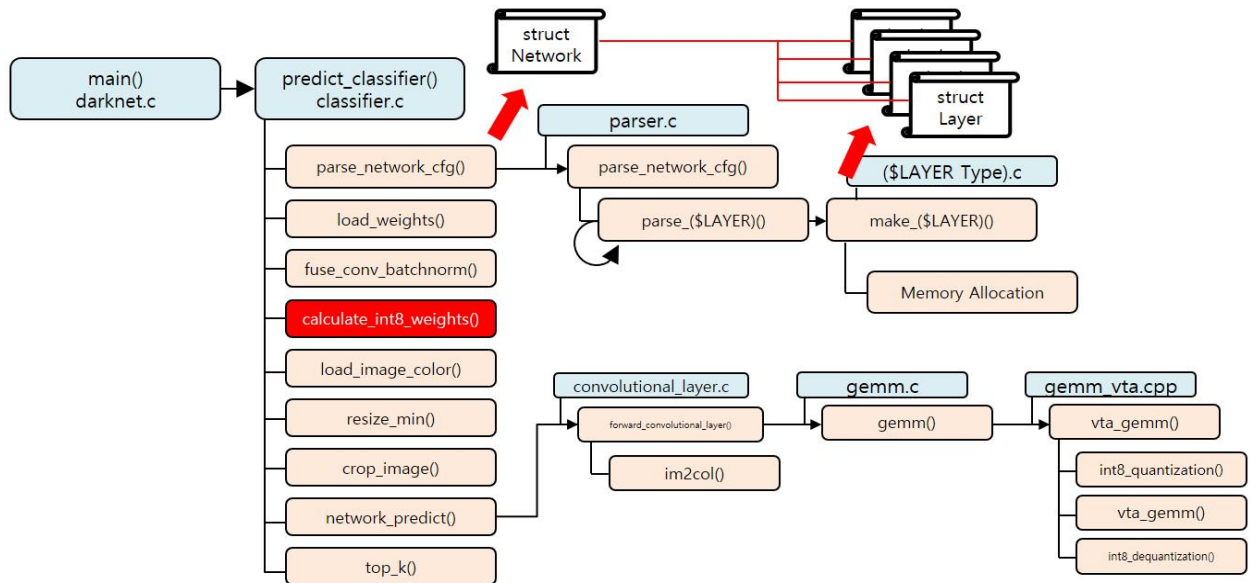 struct
Network
struct
Layer
main()
darknet.c
predict_classifier()
classifier.c
parser.c
parse_network_cfg()
parse_network_cfg()
($LAYER Type).c
load_weights()
parse_($LAYER)()
make_($LAYER)()
fuse_conv_batchnorm()
Memory Allocation
calculate_int8_weights()
load_image_color()
convolutional_layer.c
gemm.c
gemm_vta.cpp
resize_min()
forward_convolutional_layer()
gemm()
vta_gemm()
crop_image()
im2col()
int8_quantization()
network_predict()
vta_gemm()
top_k()
int8_dequantization()